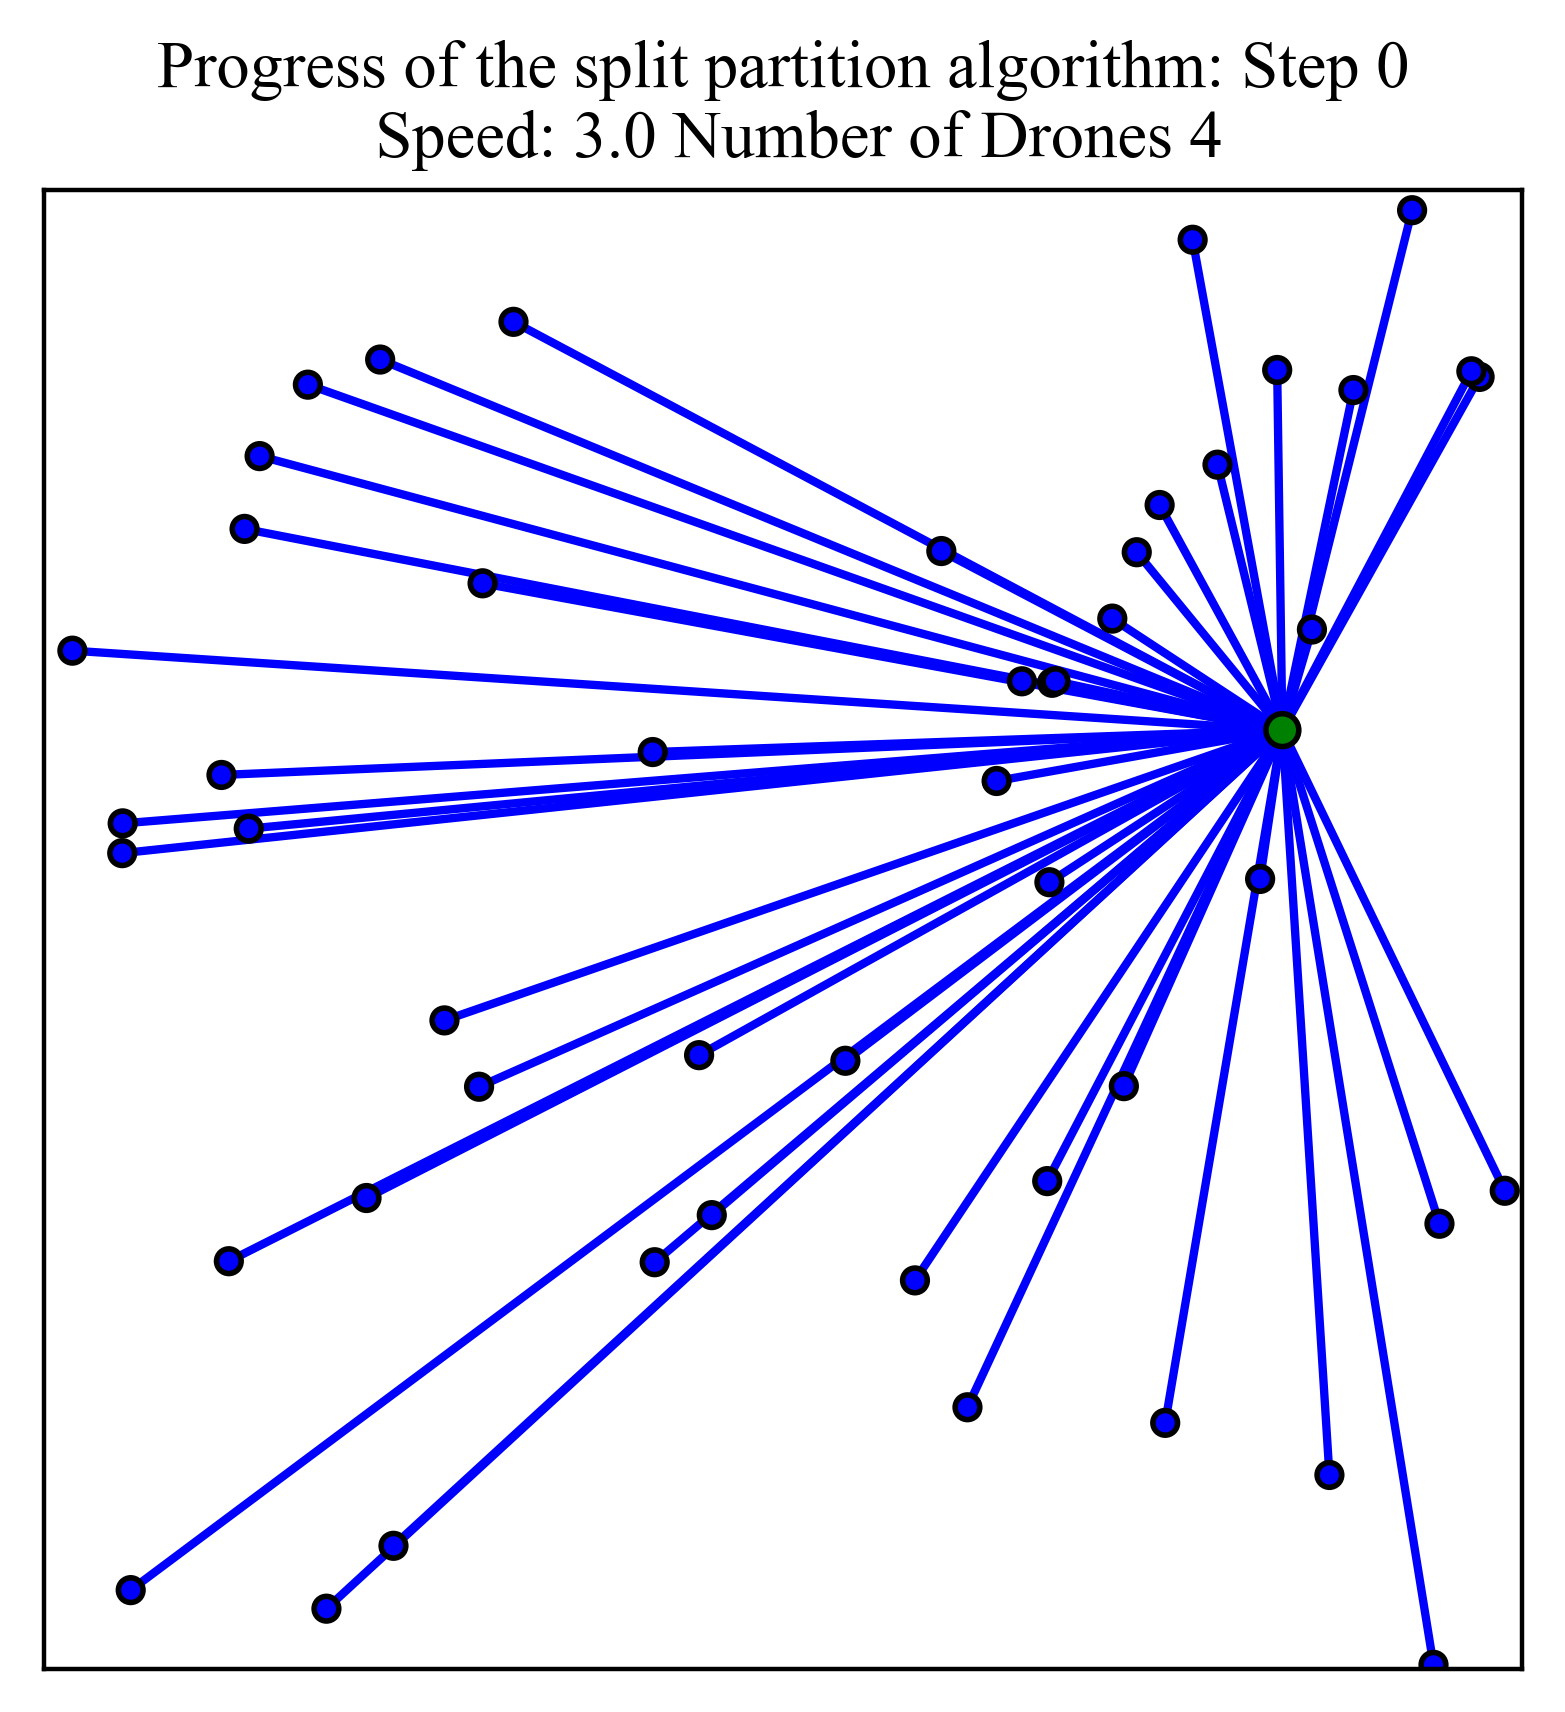 Progress of the split partition algorithm: Step 0
Speed: 3.0 Number of Drones 4